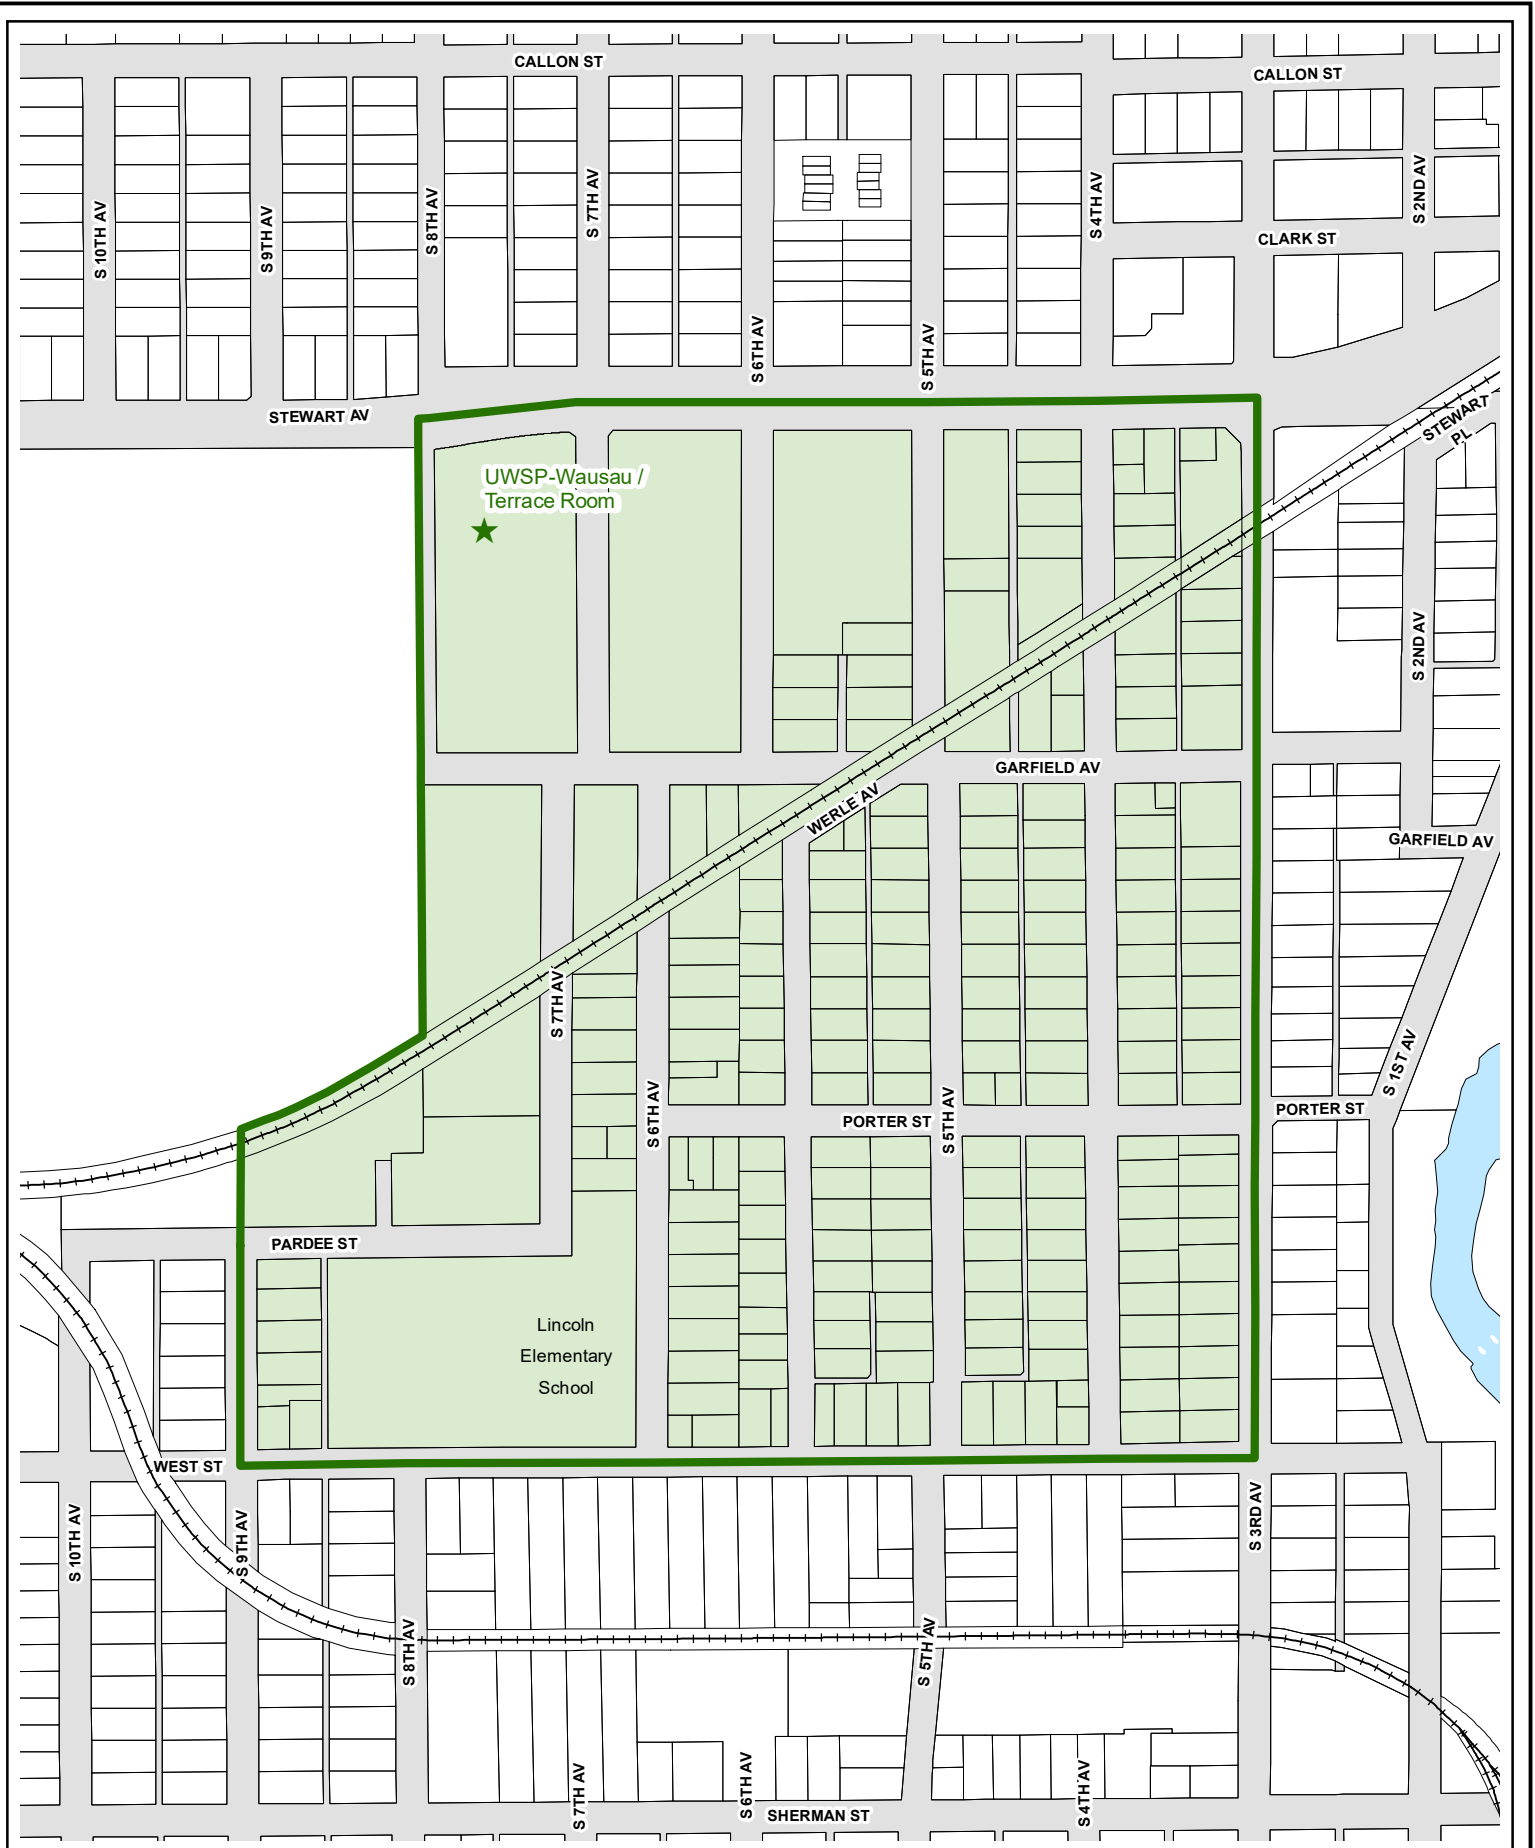 CALLON ST
CALLON ST
S 10TH AV
S 9TH AV
S 8TH AV
S 7TH AV
S 6TH AV
S 5TH AV
S 4TH AV
S 2ND AV
CLARK ST
STEWART AV
STEWART
PL
UWSP-Wausau /
Terrace Room
S 2ND AV
GARFIELD AV
WERLE AV
GARFIELD AV
S 7TH AV
S 6TH AV
S 5TH AV
S 1ST AV
PORTER ST
PORTER ST
PARDEE ST
Lincoln
Elementary
School
WEST ST
S 10TH AV
S 9TH AV
S 8TH AV
S 5TH AV
S 3RD AV
S 7TH AV
S 6TH AV
S 4TH AV
SHERMAN ST